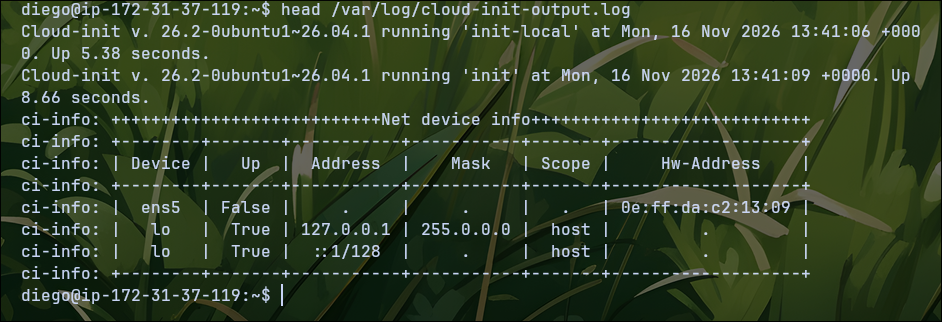 diego@ip-172-31-37-119:~$ head /var/log/cloud-init-output.log
Cloud-init v. 26.2-0ubuntu1~26.04.1 running 'init-local' at Mon, 16 Nov 2026 13:41:06 +000
0. Up 5.38 seconds.
Cloud-init v. 26.2-0ubuntu1~26.04.1 running 'init' at Mon, 16 Nov 2026 13:41:09 +0000. Up
8.66 seconds.
ci-info: +++++++++++++++++++++++++++Net device info++++++++++++++++++++++++++++
ci-info: +--------+-------+-----------+-----------+-------+-------------------+
ci-info: | Device |   Up  |  Address  |    Mask   | Scope |     Hw-Address    |
ci-info: +--------+-------+-----------+-----------+-------+-------------------+
ci-info: |  ens5  | False |     .     |     .     |   .   | 0e:ff:da:c2:13:09 |
ci-info: |   lo   |  True | 127.0.0.1 | 255.0.0.0 |  host |         .         |
ci-info: |   lo   |  True |  ::1/128  |     .     |  host |         .         |
ci-info: +--------+-------+-----------+-----------+-------+-------------------+
diego@ip-172-31-37-119:~$